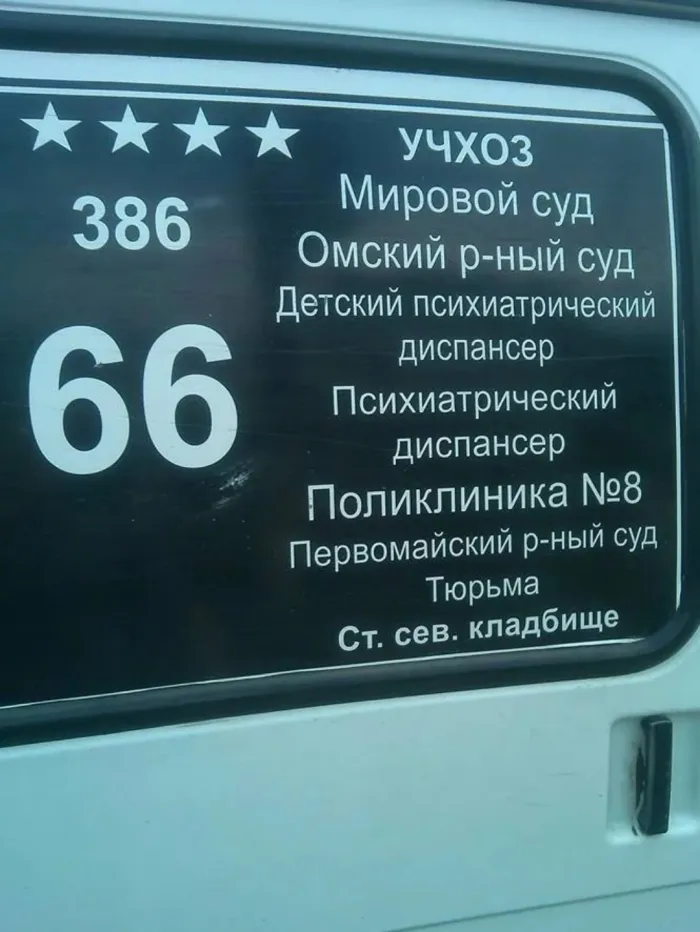 386
66
УЧХОЗ
Мировой суд
Омский р-ный суд
Детский психиатрический
диспансер
Психиатрический
диспансер
Поликлиника №8
Первомайский р-ный суд
Тюрьма
Ст. сев. кладбище